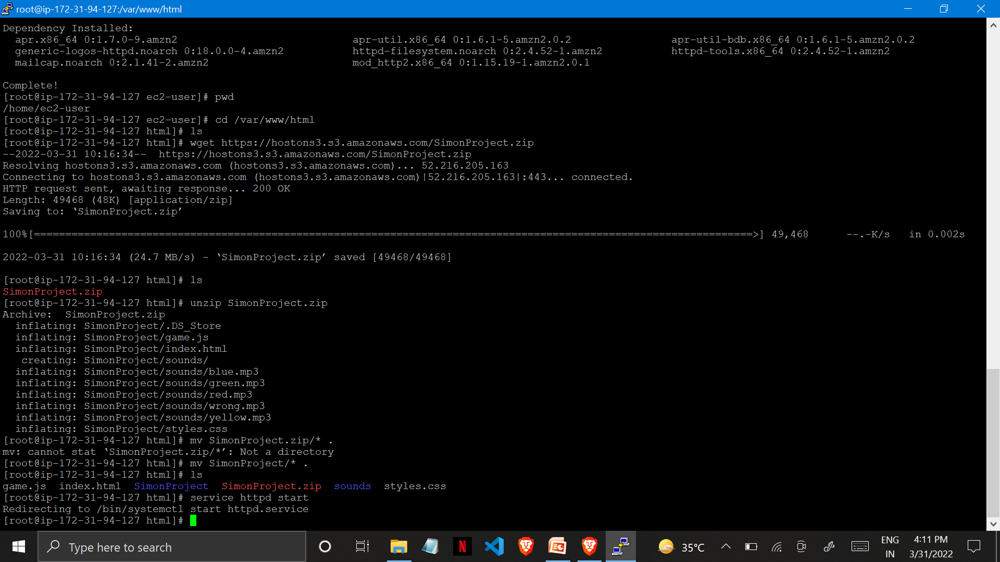 root@ip-172-31-94-127:/var/www/html
Dependency Installed:
apr.x86_64 0:1.7.0-9.amzn2 apr-util.x86_64 0:1.6.1-5.amzn2.0.2 apr-util-bdb.x86_64 0:1.6.1-5.amzn2.0.2
generic-logos-httpd.noarch 0:18.0.0-4.amzn2 httpd-filesystem.noarch 0:2.4.52-1.amzn2 httpd-tools.x86_64 0:2.4.52-1.amzn2
mailcap.noarch 0:2.1.41-2.amzn2 mod_http2.x86_64 0:1.15.19-1.amzn2.0.1
Complete!
[root@ip-172-31-94-127 ec2-user]# pwd
/home/ec2-user
[root@ip-172-31-94-127 ec2-user]# cd /var/www/html
[root@ip-172-31-94-127 html]# ls
[root@ip-172-31-94-127 html]# wget https://hostons3.s3.amazonaws.com/SimonProject.zip
--2022-03-31 10:16:34--  https://hostons3.s3.amazonaws.com/SimonProject.zip
Resolving hostons3.s3.amazonaws.com (hostons3.s3.amazonaws.com)... 52.216.205.163
Connecting to hostons3.s3.amazonaws.com (hostons3.s3.amazonaws.com)|52.216.205.163|:443... connected.
HTTP request sent, awaiting response... 200 OK
Length: 49468 (48K) [application/zip]
Saving to: ‘SimonProject.zip’
100%[===================================================================================================================>] 49,468 --.-K/s in 0.002s
2022-03-31 10:16:34 (24.7 MB/s) - ‘SimonProject.zip’ saved [49468/49468]
[root@ip-172-31-94-127 html]# ls
SimonProject.zip
[root@ip-172-31-94-127 html]# unzip SimonProject.zip
Archive:  SimonProject.zip
inflating: SimonProject/.DS_Store
inflating: SimonProject/game.js
inflating: SimonProject/index.html
creating: SimonProject/sounds/
inflating: SimonProject/sounds/blue.mp3
inflating: SimonProject/sounds/green.mp3
inflating: SimonProject/sounds/red.mp3
inflating: SimonProject/sounds/wrong.mp3
inflating: SimonProject/sounds/yellow.mp3
inflating: SimonProject/styles.css
[root@ip-172-31-94-127 html]# mv SimonProject.zip/* .
mv: cannot stat ‘SimonProject.zip/*’: Not a directory
[root@ip-172-31-94-127 html]# mv SimonProject/* .
[root@ip-172-31-94-127 html]# ls
game.js  index.html  SimonProject  SimonProject.zip  sounds  styles.css
[root@ip-172-31-94-127 html]# service httpd start
Redirecting to /bin/systemctl start httpd.service
[root@ip-172-31-94-127 html]#
Type here to search
N
35°C
ENG
IN
4:11 PM
3/31/2022